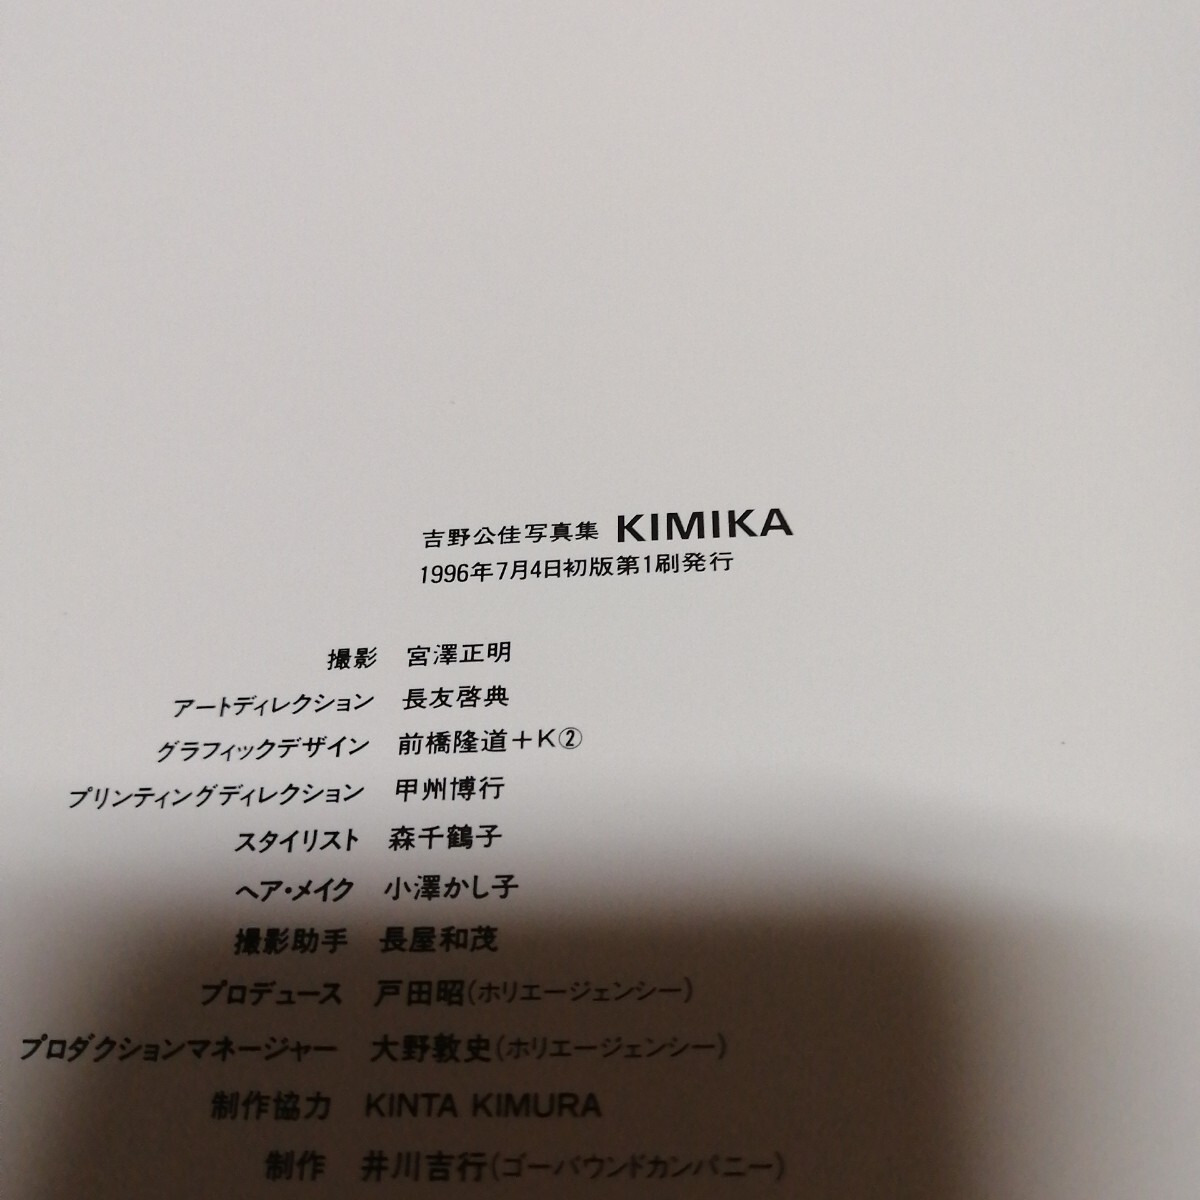 吉野公佳写真集 KIMIKA
1996年7月4日初版第1刷発行
撮影 宮澤正明
アートディレクション 長友啓典
グラフィックデザイン 前橋隆道+K②
プリンティングディレクション 甲州博行
スタイリスト 森千鶴子
ヘア・メイク 小澤かし子
撮影助手 長屋和茂
プロデュース 戸田昭(ホリエージェンシー)
プロダクションマネージャー 大野敦史(ホリエージェンシー)
制作協力 KINTA KIMURA
制作 井川吉行(ゴーバウンドカンパニー)